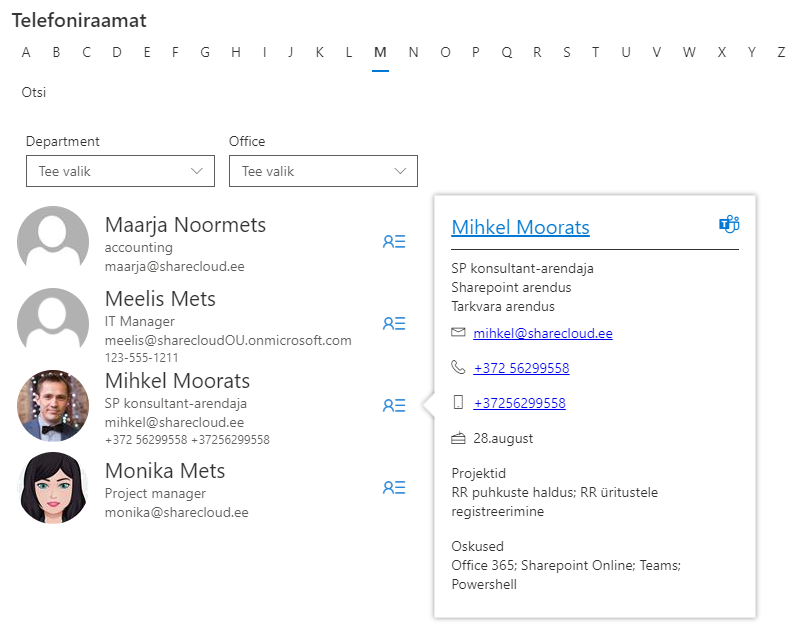 Telefoniraamat
A B C D E F G H I J K L M N O P Q R S T U V W X Y Z
Otsi
Department Office
Tee valik Tee valik
Maarja Noormets
accounting
maarja@sharecloud.ee
Meelis Mets
IT Manager
meelis@sharecloudOU.onmicrosoft.com
123-555-1211
Mihkel Moorats
SP konsultant-arendaja
mihkel@sharecloud.ee
+372 56299558 +37256299558
Monika Mets
Project manager
monika@sharecloud.ee
Mihkel Moorats
SP konsultant-arendaja
Sharepoint arendus
Tarkvara arendus
mihkel@sharecloud.ee
+372 56299558
+37256299558
28.august
Projektid
RR puhkuste haldus; RR üritustele
registreerimine
Oskused
Office 365; Sharepoint Online; Teams;
Powershell